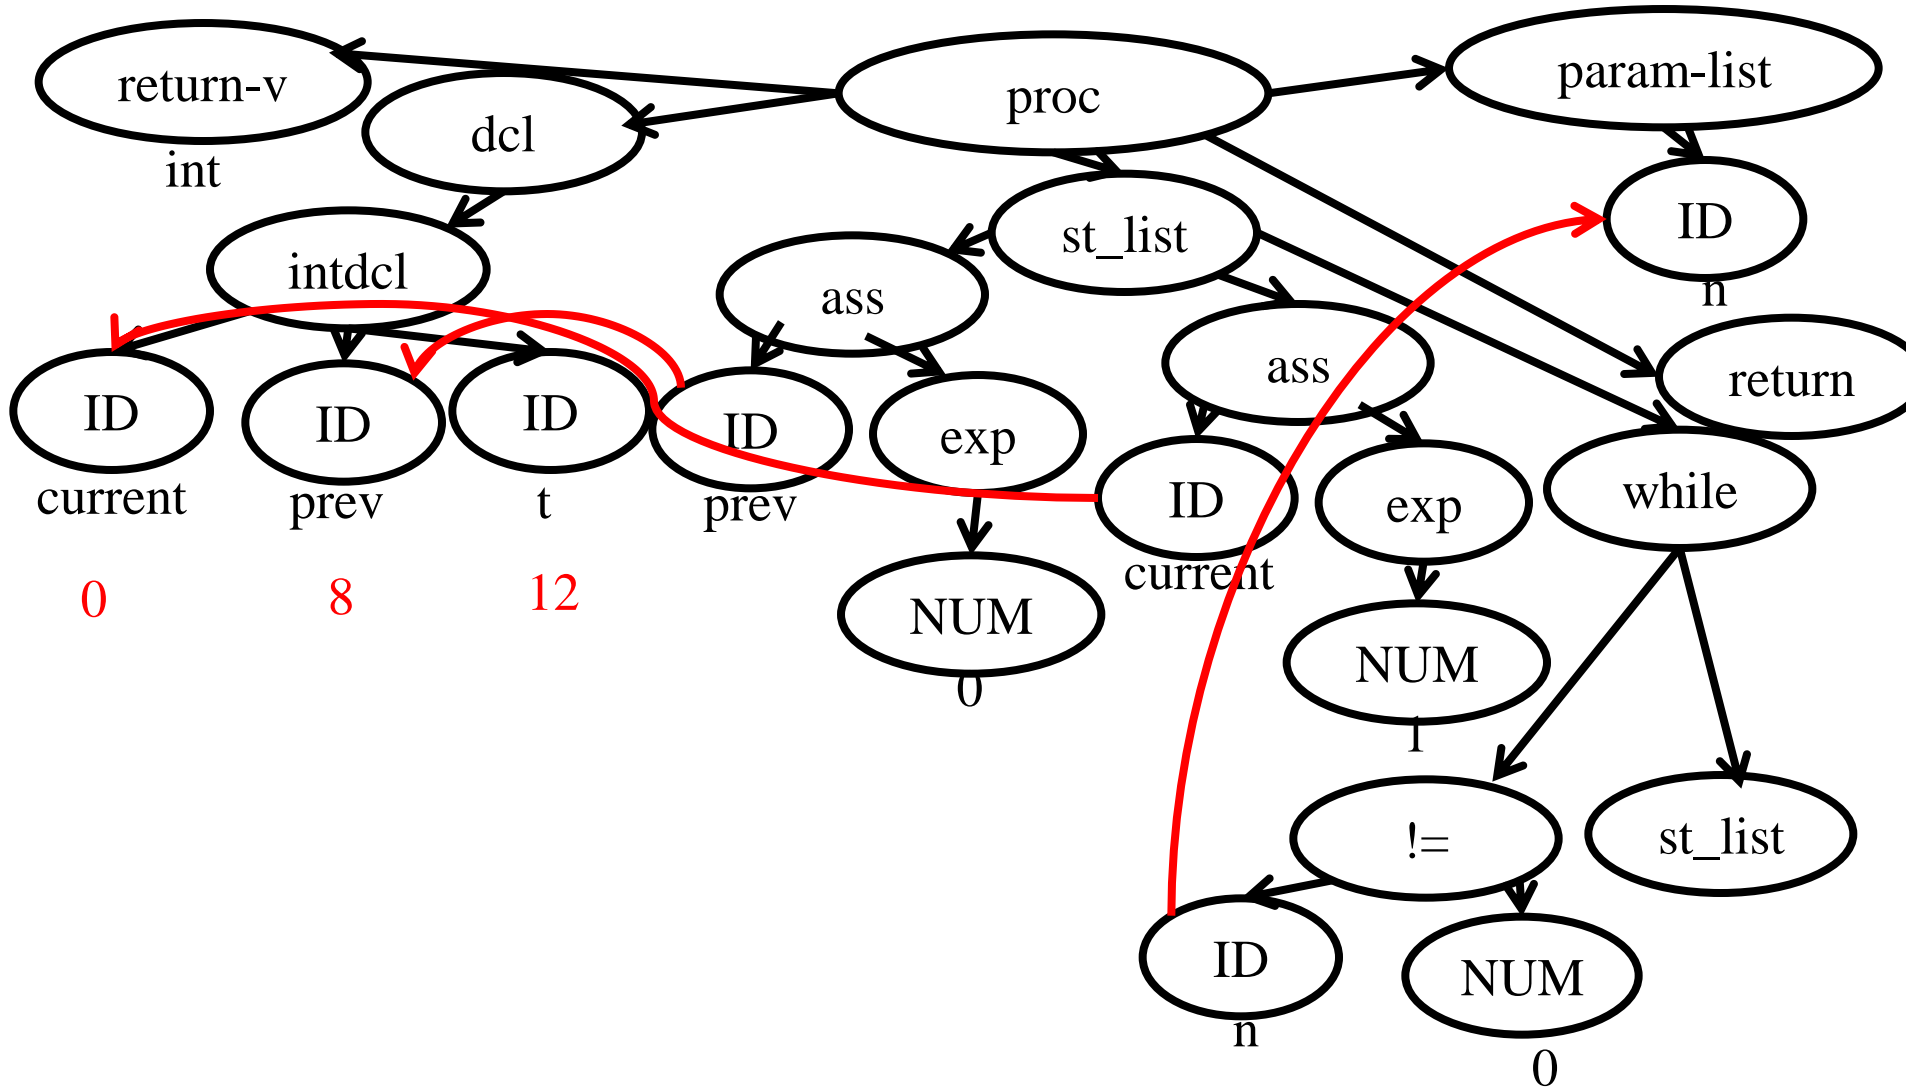 return-v
int
dcl
proc
param-list
ID
n
intdcl
ass
st_list
ass
return
ID
current
ID
prev
ID
t
ID
prev
exp
ID
current
exp
while
0
8
12
NUM
0
NUM
1
!=
st_list
ID
n
NUM
0